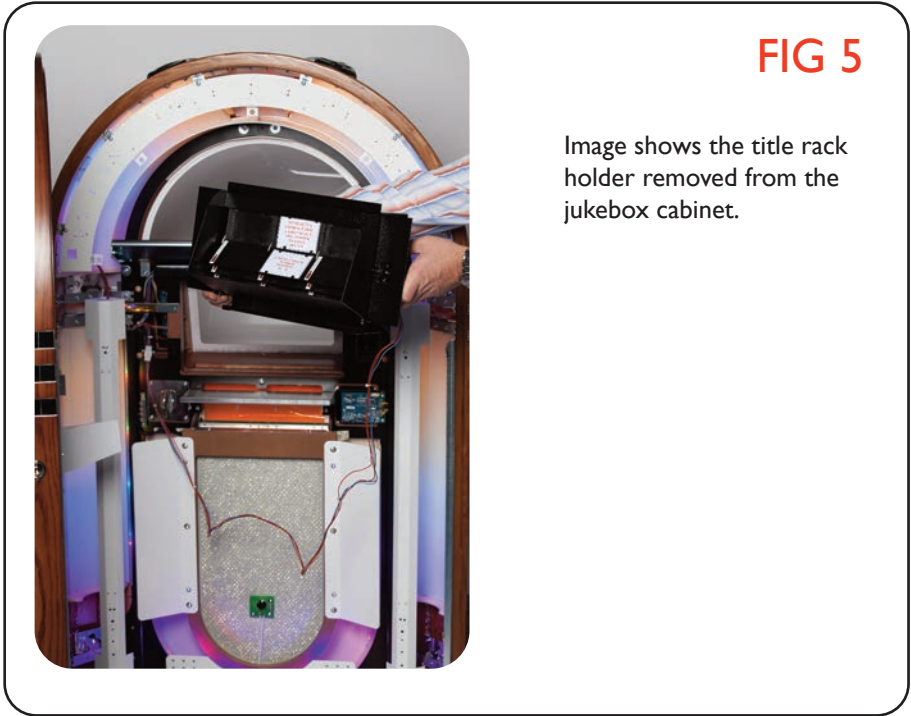 FIG 5
Image shows the title rack
holder removed from the
jukebox cabinet.